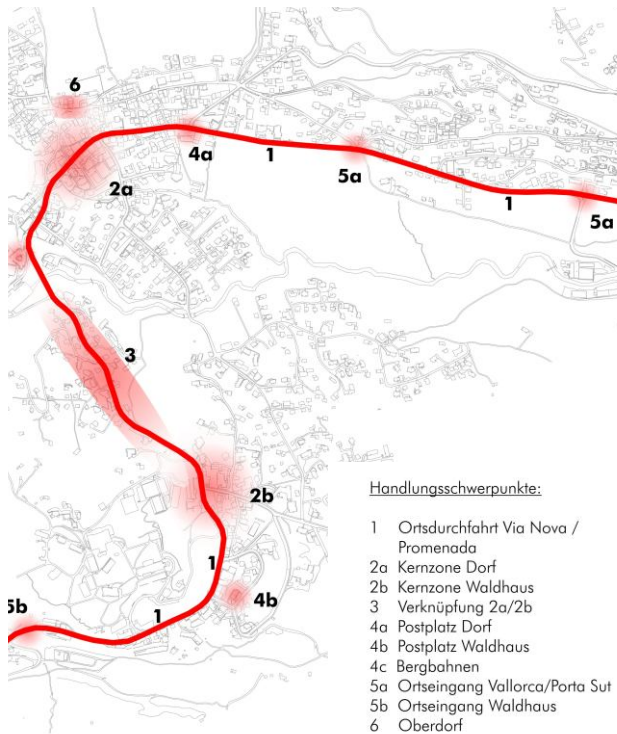 6
4a
1
2a
5a
1
5a
3
2b
1
4b
5b
1
Handlungsschwerpunkte:
1 Ortsdurchfahrt Via Nova /
Promenada
2a Kernzone Dorf
2b Kernzone Waldhaus
3 Verknüpfung 2a/2b
4a Postplatz Dorf
4b Postplatz Waldhaus
4c Bergbahnen
5a Ortseingang Vallorca/Porta Sut
5b Ortseingang Waldhaus
6 Oberdorf